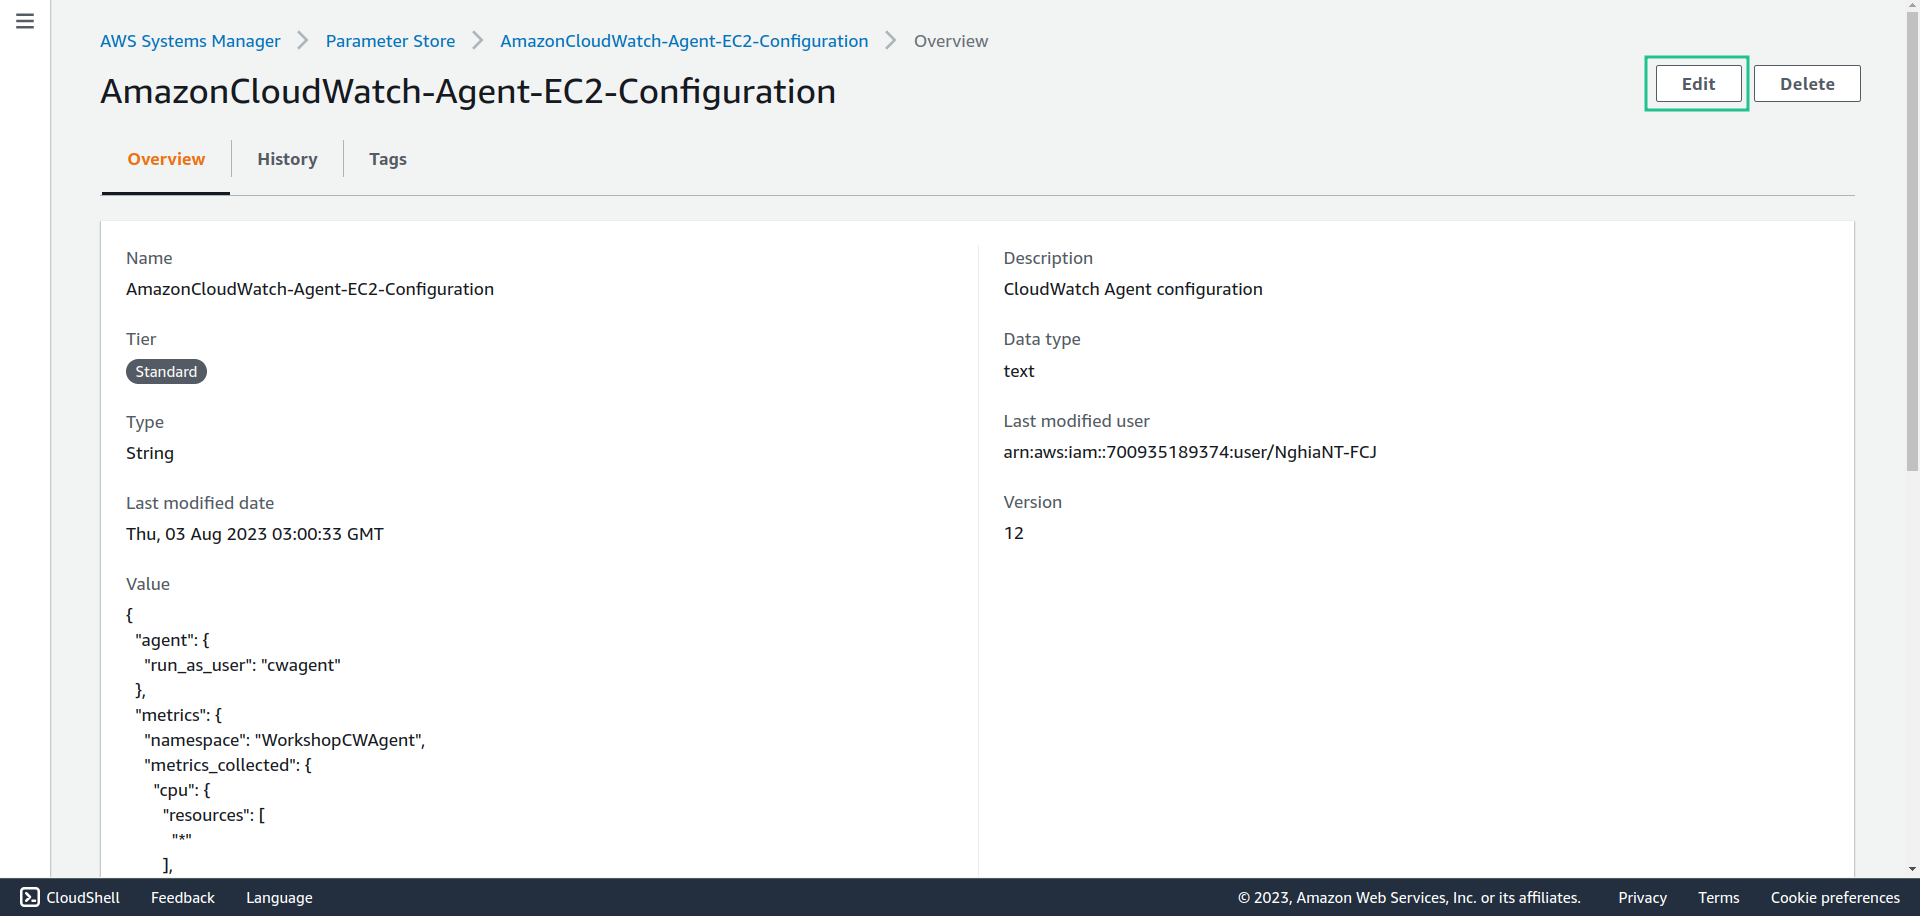 AWS Systems Manager
Parameter Store
AmazonCloudWatch-Agent-EC2-Configuration
Overview
AmazonCloudWatch-Agent-EC2-Configuration
Edit
Delete
Overview
History
Tags
Name
AmazonCloudWatch-Agent-EC2-Configuration
Tier
Standard
Type
String
Last modified date
Thu, 03 Aug 2023 03:00:33 GMT
Value
{
"agent": {
"run_as_user": "cwagent"
},
"metrics": {
"namespace": "WorkshopCWAgent",
"metrics_collected": {
"cpu": {
"resources": [
"*"
],
Description
CloudWatch Agent configuration
Data type
text
Last modified user
arn:aws:iam::700935189374:user/NghiaNT-FCJ
Version
12
CloudShell
Feedback
Language
© 2023, Amazon Web Services, Inc. or its affiliates.
Privacy
Terms
Cookie preferences